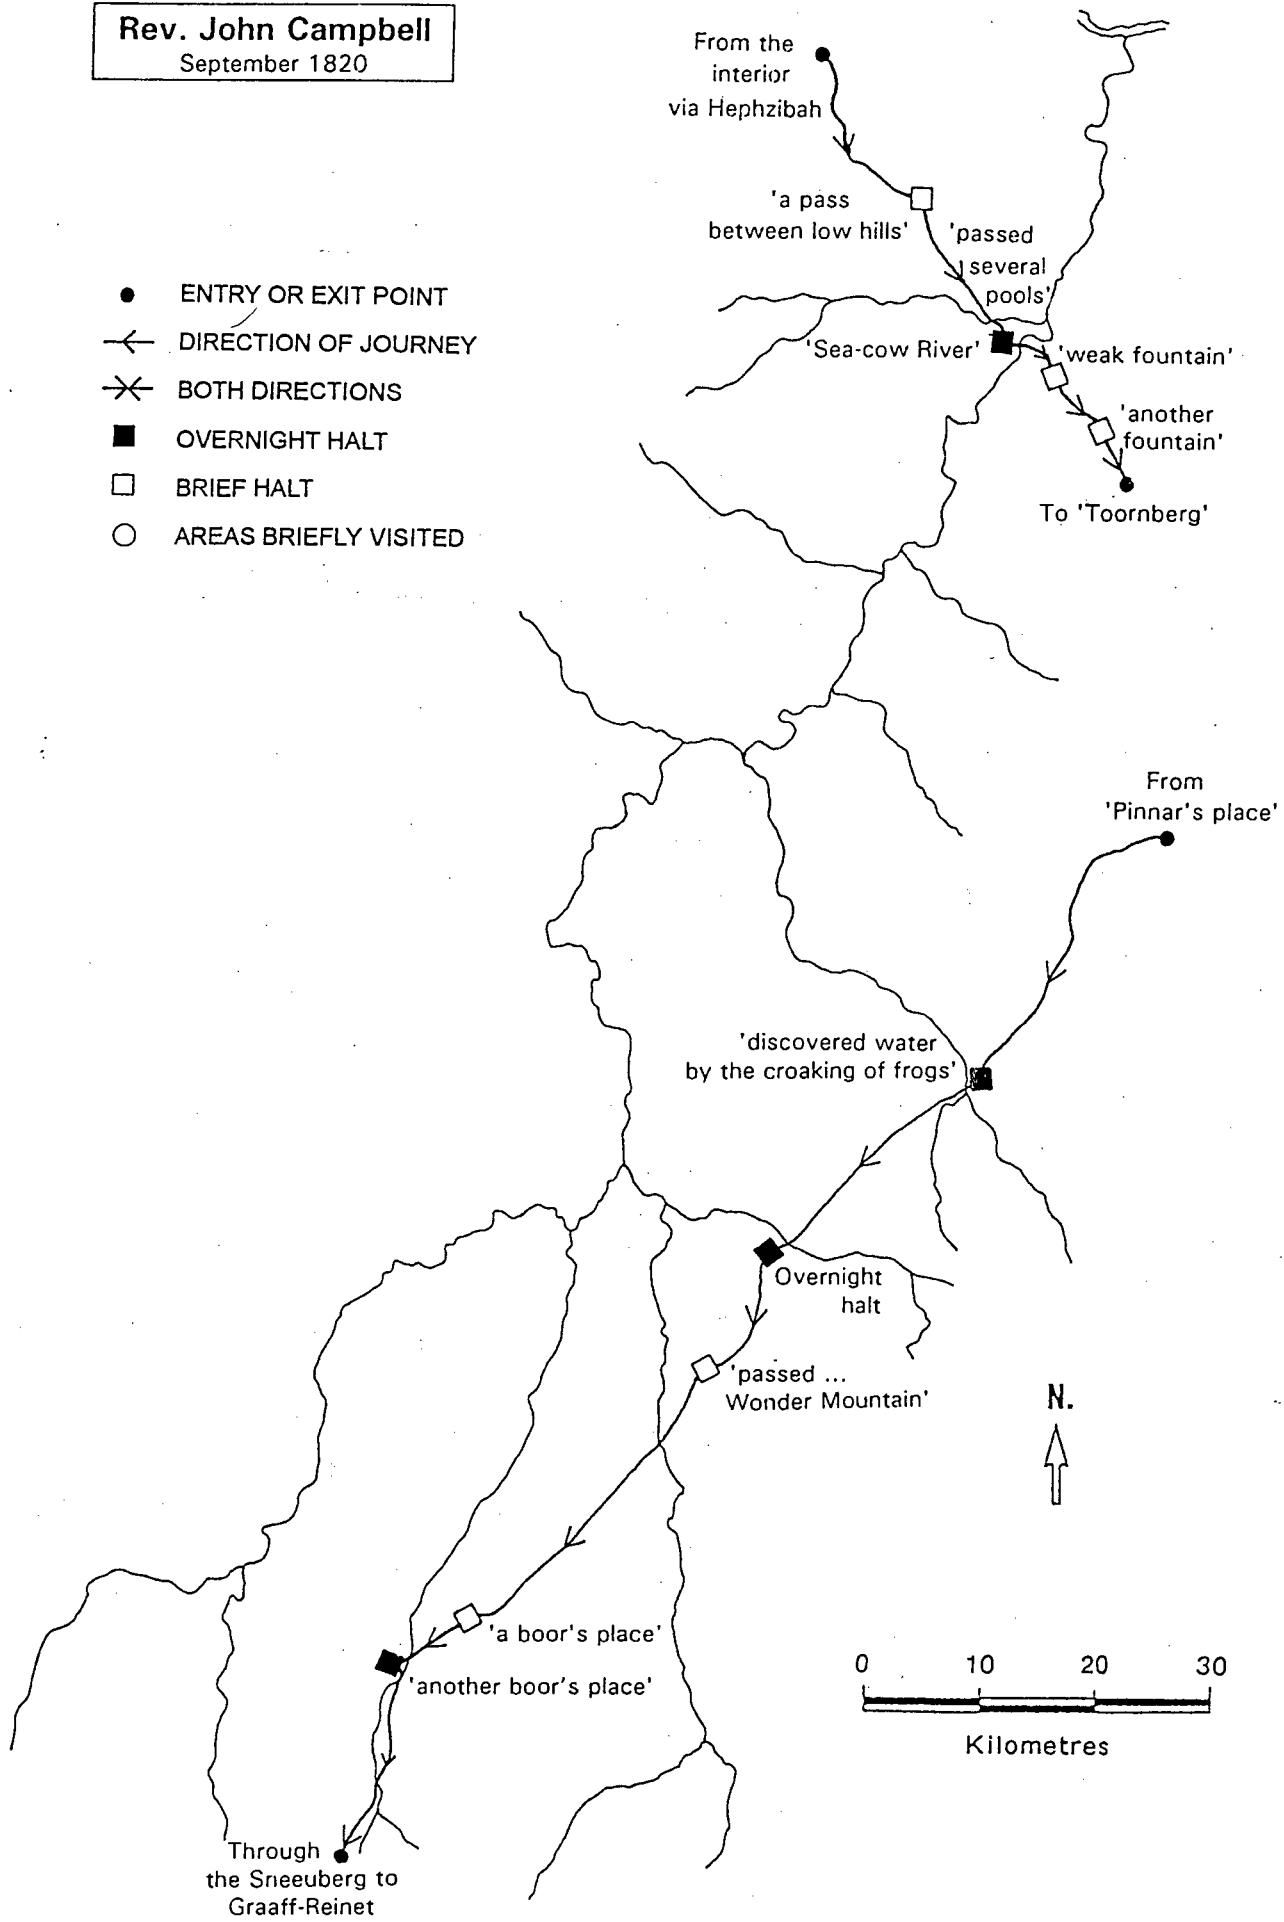 Rev. John Campbell
September 1820
From the
interior
via Hephzibah
'a pass
between low hills'
'passed
several
pools'
ENTRY OR EXIT POINT
DIRECTION OF JOURNEY
BOTH DIRECTIONS
OVERNIGHT HALT
BRIEF HALT
AREAS BRIEFLY VISITED
'Sea-cow River'
'weak fountain'
'another
fountain'
To 'Toornberg'
From
'Pinnar's place'
'discovered water
by the croaking of frogs'
Overnight
halt
'passed ...
Wonder Mountain'
N.
'a boor's place'
'another boor's place'
0 10 20 30
Kilometres
Through
the Sneeuberg to
Graaff-Reinet